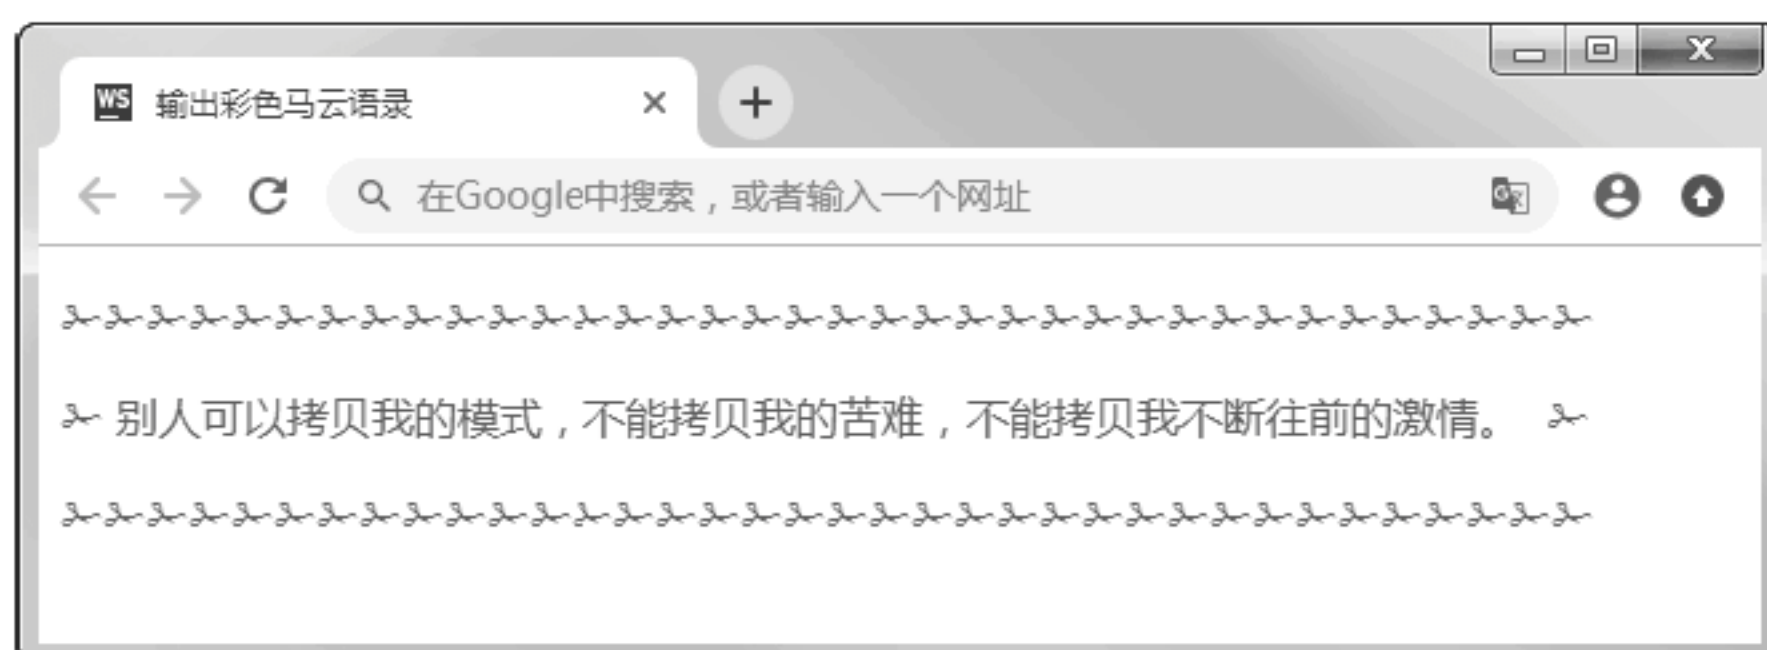 WS 输出彩色马云语录
在Google中搜索，或者输入一个网址
✁✁✁✁✁✁✁✁✁✁✁✁✁✁✁✁✁✁✁✁✁✁✁✁✁✁✁✁✁✁✁✁✁✁✁✁
✁ 别人可以拷贝我的模式，不能拷贝我的苦难，不能拷贝我不断往前的激情。 ✁
✁✁✁✁✁✁✁✁✁✁✁✁✁✁✁✁✁✁✁✁✁✁✁✁✁✁✁✁✁✁✁✁✁✁✁✁